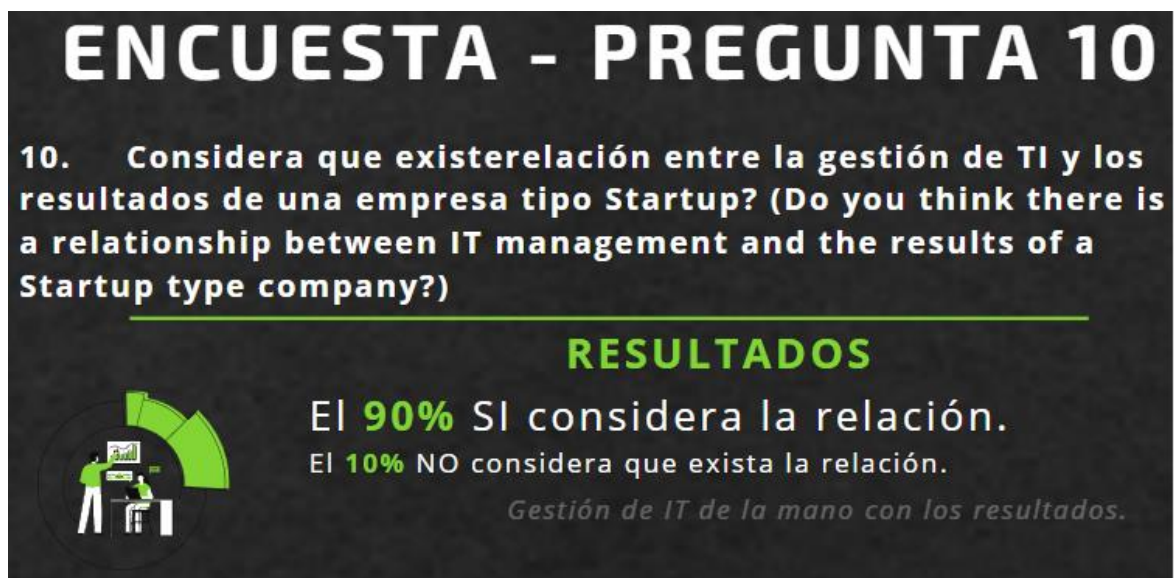 ENCUESTA - PREGUNTA 10
10. Considera que existerelación entre la gestión de TI y los
resultados de una empresa tipo Startup? (Do you think there is
a relationship between IT management and the results of a
Startup type company?)
RESULTADOS
El 90% SI considera la relación.
El 10% NO considera que exista la relación.
Gestión de IT de la mano con los resultados.